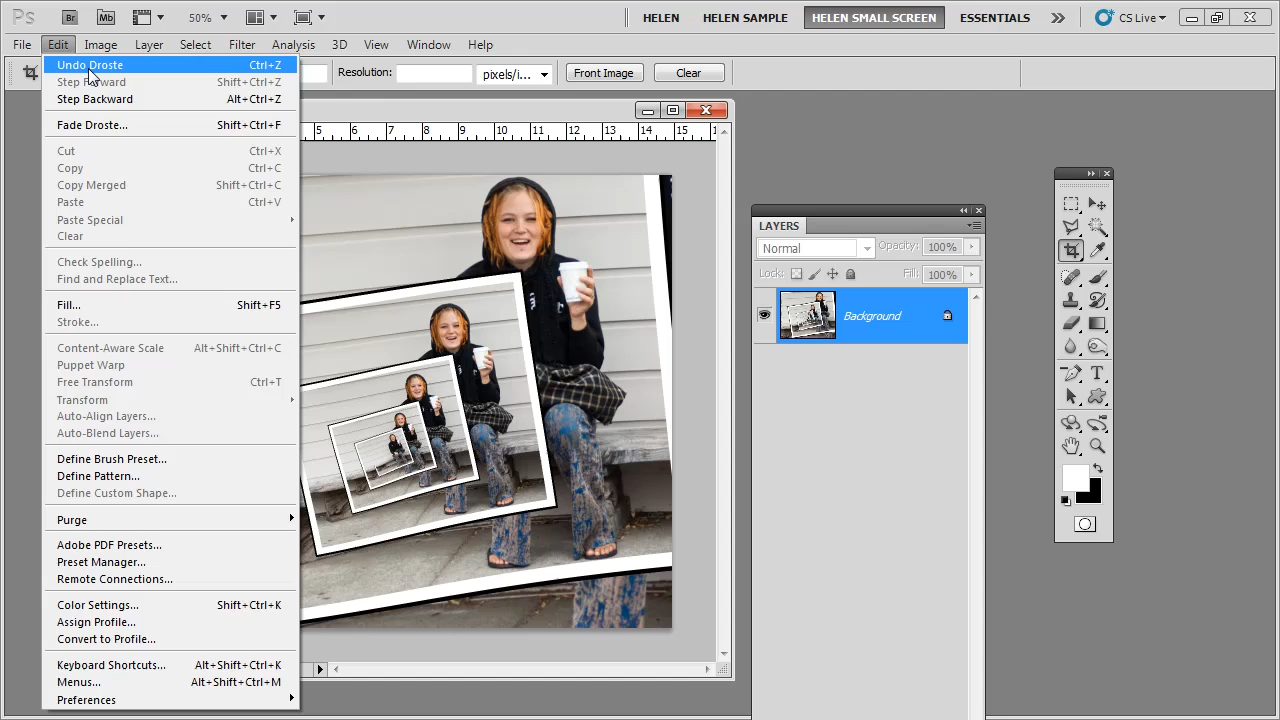 Ps Br Mb 50% HELEN HELEN SAMPLE HELEN SMALL SCREEN ESSENTIALS CS Live
File Edit Image Layer Select Filter Analysis 3D View Window Help
Resolution: pixels/i... Front Image Clear
Undo Droste Ctrl+Z
Step Forward Shift+Ctrl+Z
Step Backward Alt+Ctrl+Z
Fade Droste... Shift+Ctrl+F
Cut Ctrl+X
Copy Ctrl+C
Copy Merged Shift+Ctrl+C
Paste Ctrl+V
Paste Special
Clear
Check Spelling...
Find and Replace Text...
Fill... Shift+F5
Stroke...
Content-Aware Scale Alt+Shift+Ctrl+C
Puppet Warp
Free Transform Ctrl+T
Transform
Auto-Align Layers...
Auto-Blend Layers...
Define Brush Preset...
Define Pattern...
Define Custom Shape...
Purge
Adobe PDF Presets...
Preset Manager...
Remote Connections...
Color Settings... Shift+Ctrl+K
Assign Profile...
Convert to Profile...
Keyboard Shortcuts... Alt+Shift+Ctrl+K
Menus... Alt+Shift+Ctrl+M
Preferences
5 6 7 8 9 10 11 12 13 14 15
LAYERS
Normal Opacity: 100%
Lock: Fill: 100%
Background